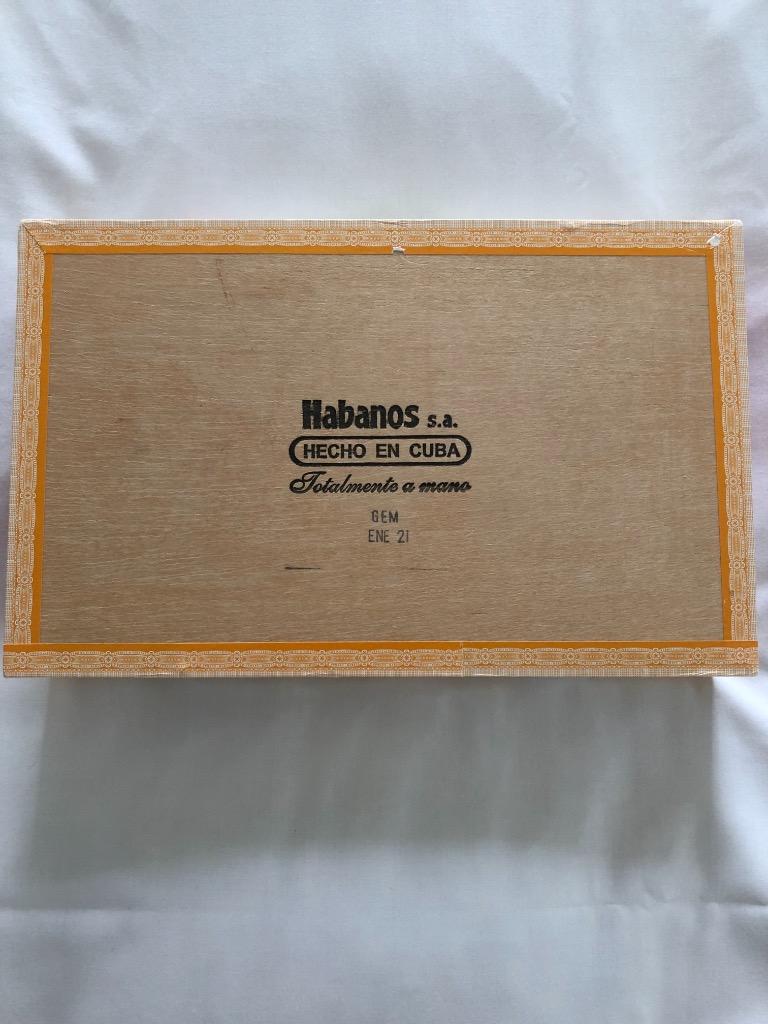 Habanos s.a.
HECHO EN CUBA
Totalmente a mano
GEM
ENE 21